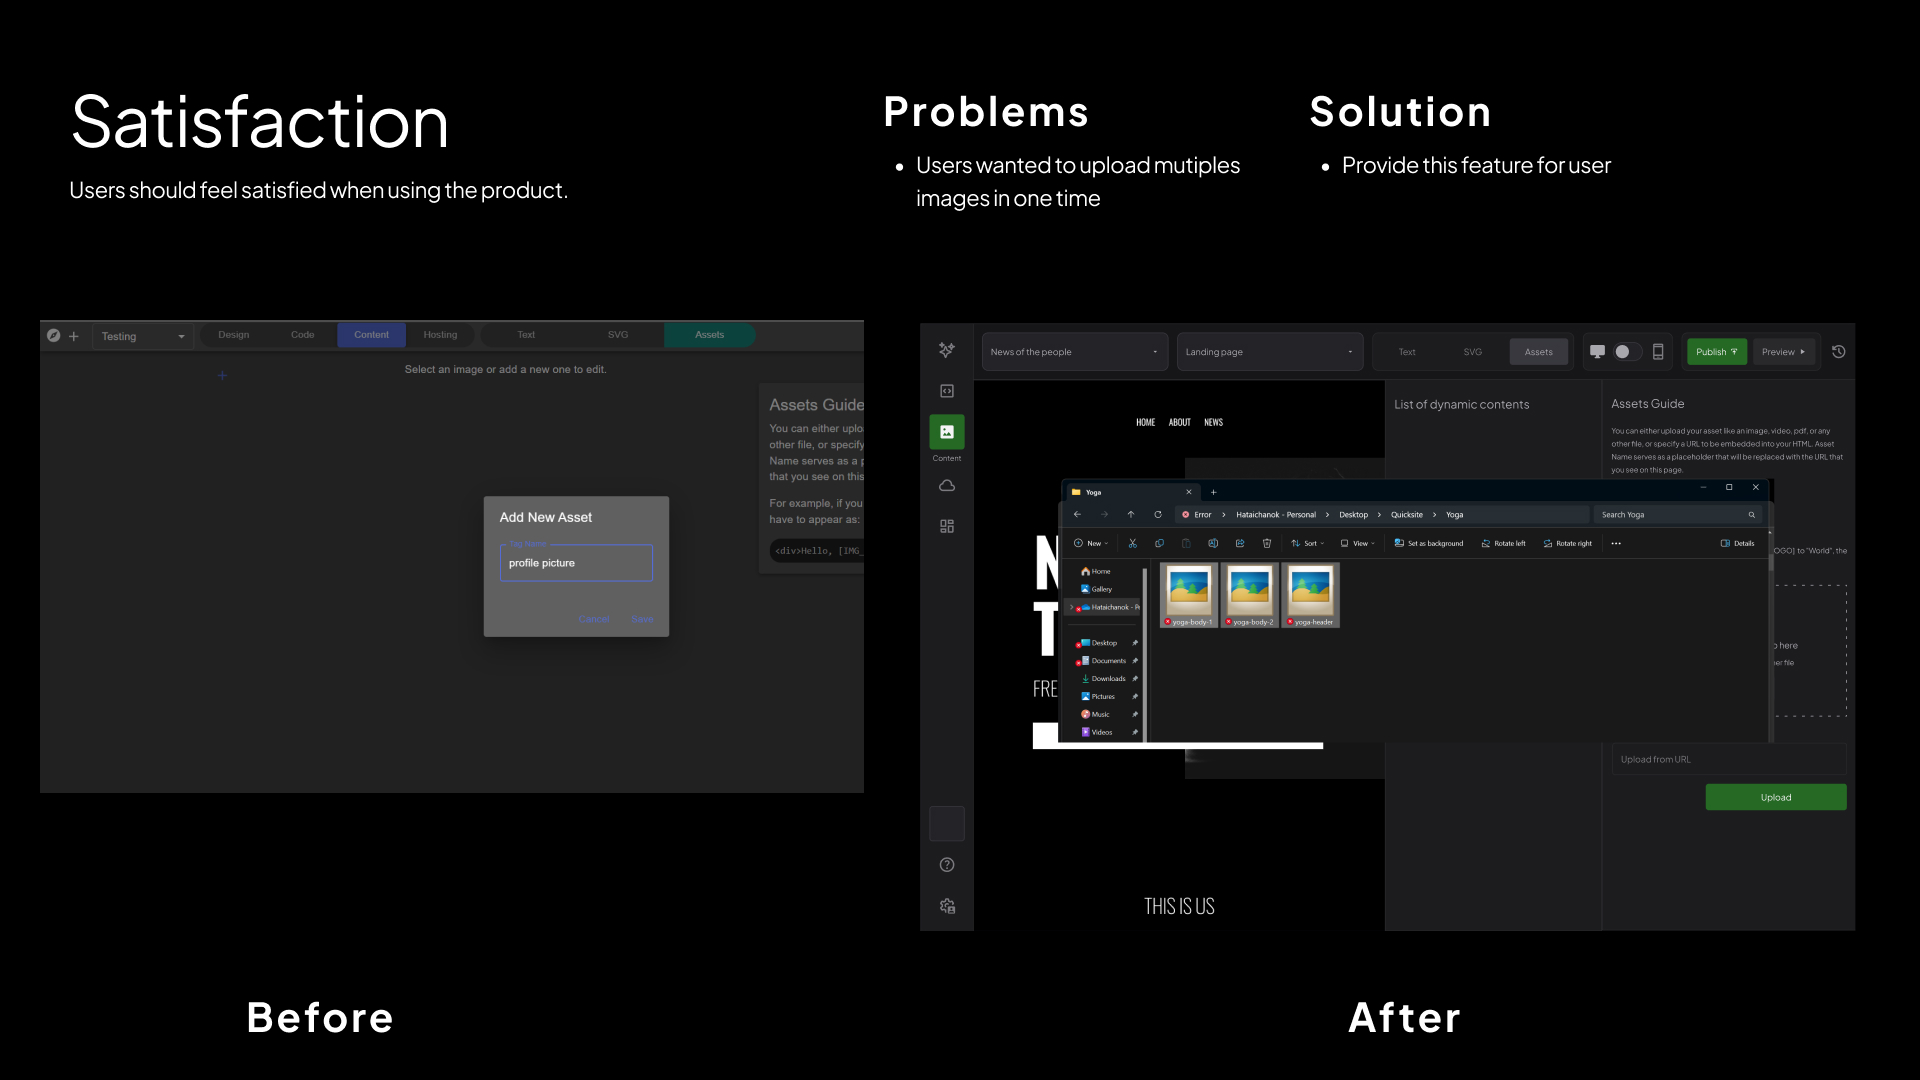 Satisfaction
Users should feel satisfied when using the product.
Problems
Users wanted to upload mutiples
images in one time
Solution
Provide this feature for user
Testing
Design
Code
Content
Hosting
Text
SVG
Assets
Select an image or add a new one to edit.
Assets Guide
You can either uplo
other file, or specify
Name serves as a p
that you see on this
For example, if you
have to appear as:
<div>Hello, [IMG_
Add New Asset
Tag Name
profile picture
Cancel
Save
Before
News of the people
Landing page
Text
SVG
Assets
Publish
Preview
Content
HOME
ABOUT
NEWS
List of dynamic contents
Assets Guide
You can either upload your asset like an image, video, pdf, or any
other file, or specify a URL to be embedded into your HTML. Asset
Name serves as a placeholder that will be replaced with the URL that
you see on this page.
OGO] to "World", the
Yoga
Error
Hataichanok - Personal
Desktop
Quicksite
Yoga
Search Yoga
New
Sort
View
Set as background
Rotate left
Rotate right
Details
Home
Gallery
Hataichanok - Pe
Desktop
Documents
Downloads
Pictures
Music
Videos
yoga-body-1
yoga-body-2
yoga-header
N
T
FRE
o here
er file
Upload from URL
Upload
THIS IS US
After